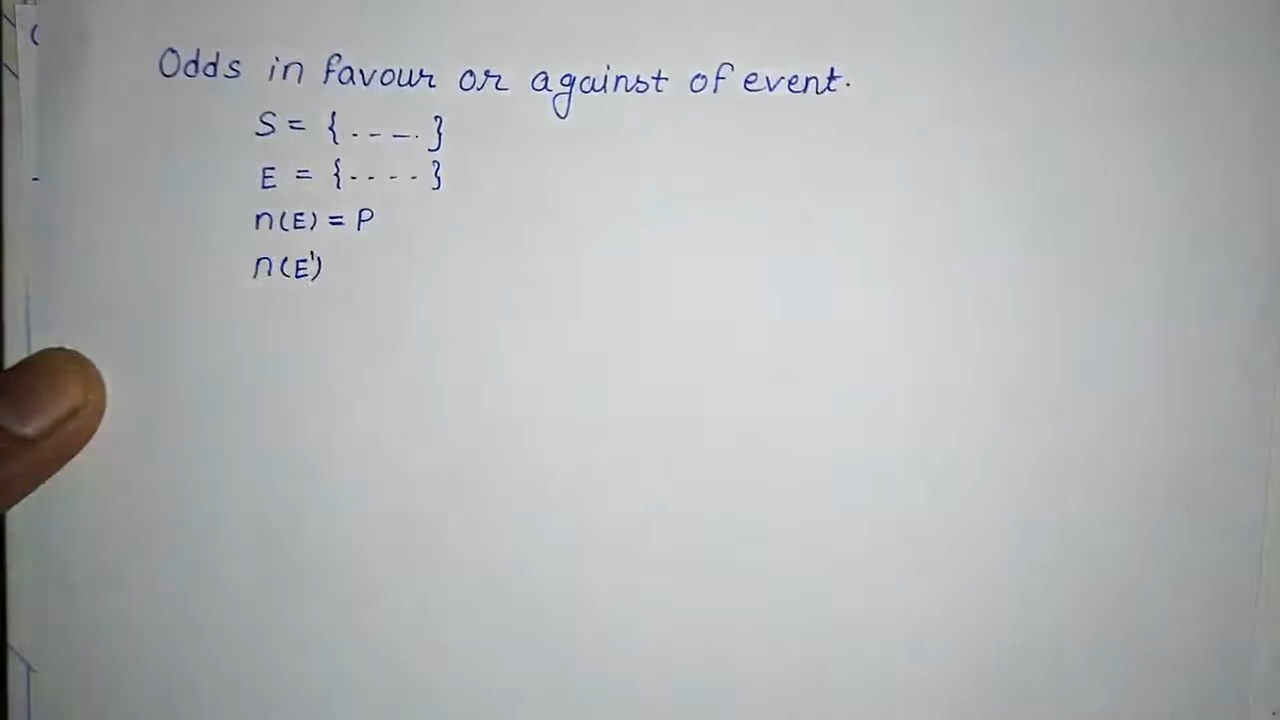 Odds in favour or against of event.
S = { . - - - . }
E = { . - - - }
n(E) = P
n(E')